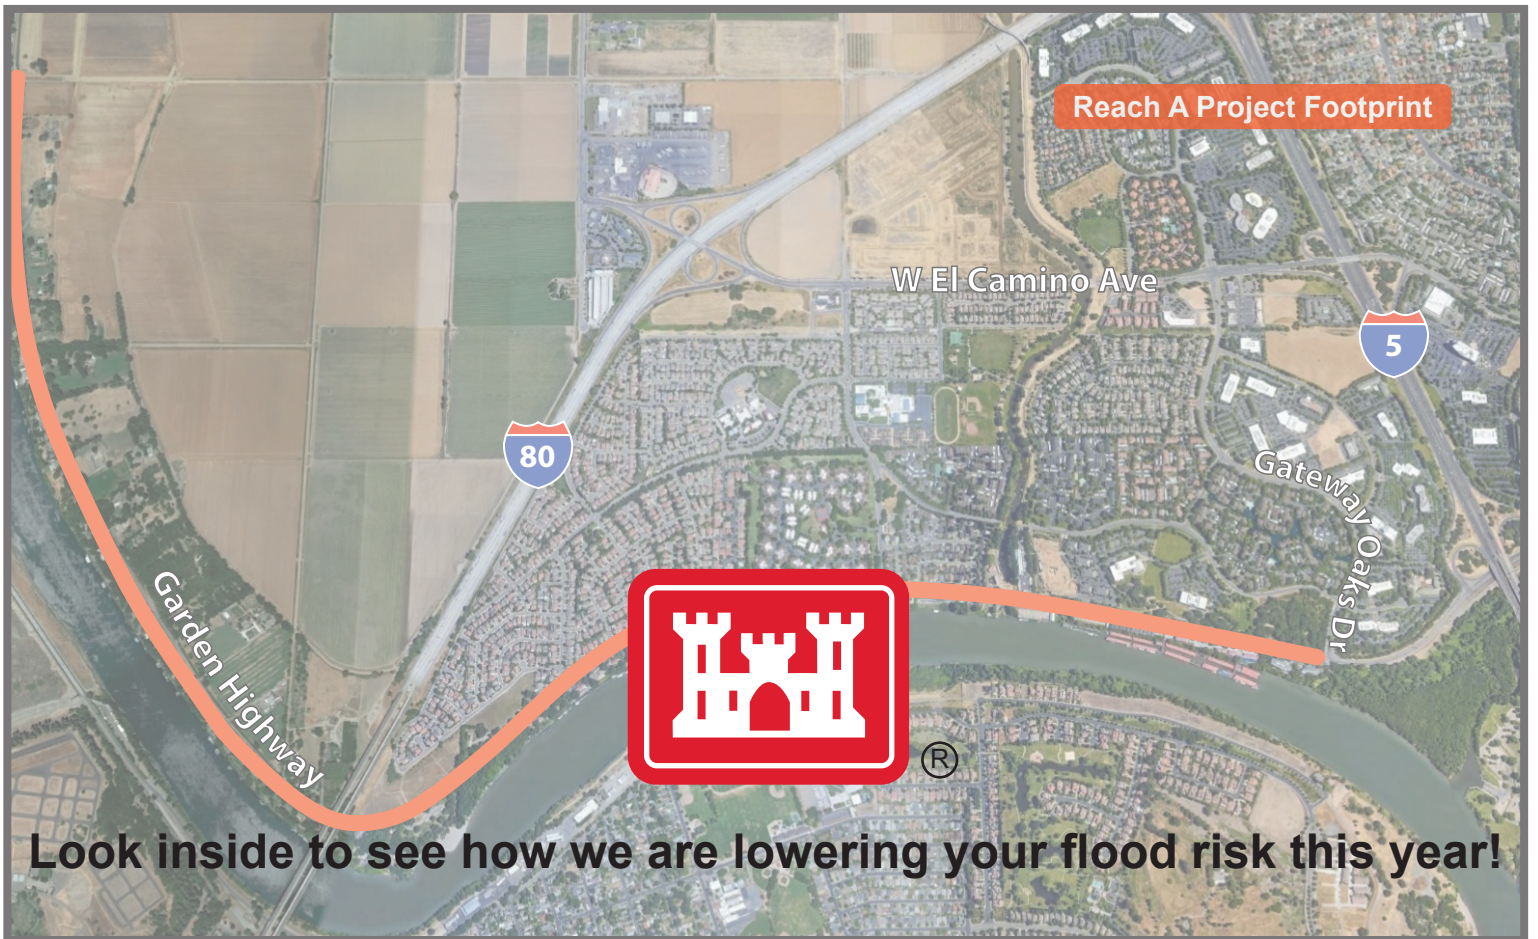 Reach A Project Footprint
W El Camino Ave
5
80
Gateway Oaks Dr
Garden Highway
®
Look inside to see how we are lowering your flood risk this year!